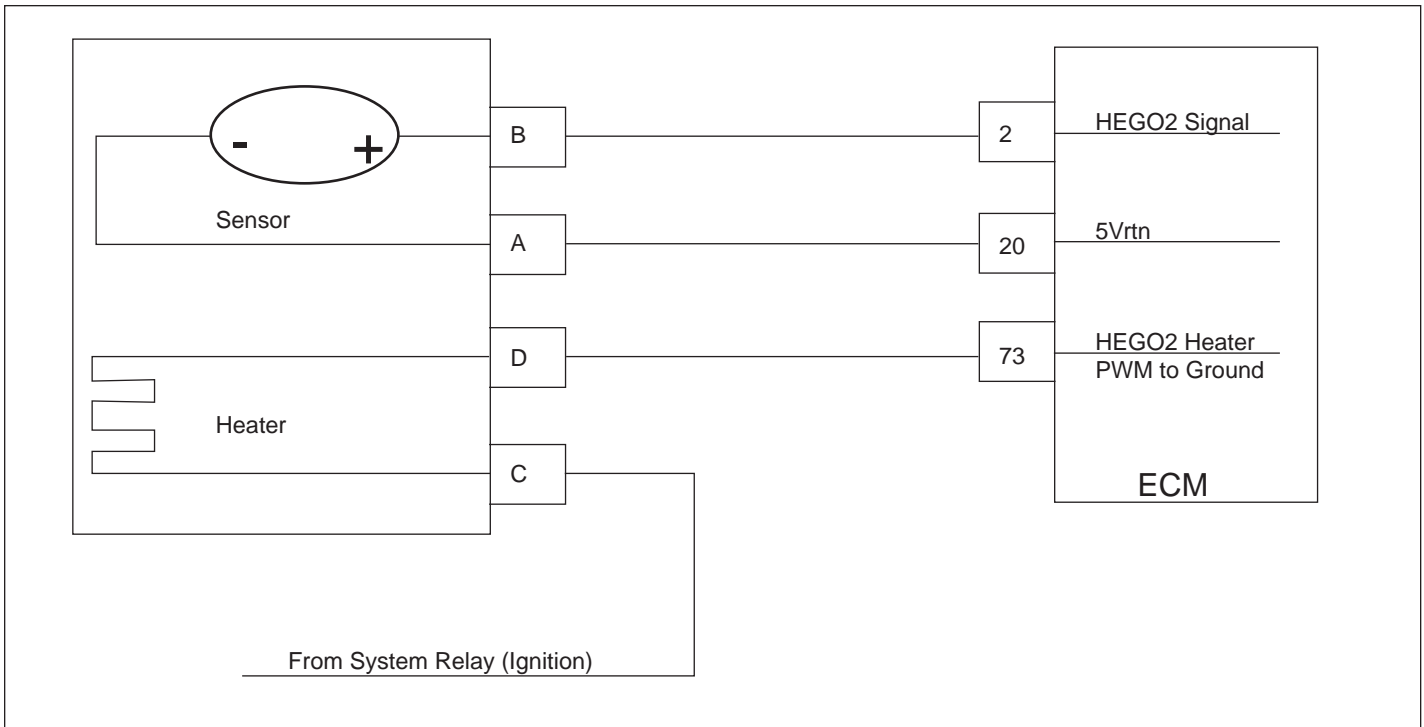 -
+
B
2
HEGO2 Signal
Sensor
A
20
5Vrtn
D
73
HEGO2 Heater
PWM to Ground
Heater
C
ECM
From System Relay (Ignition)